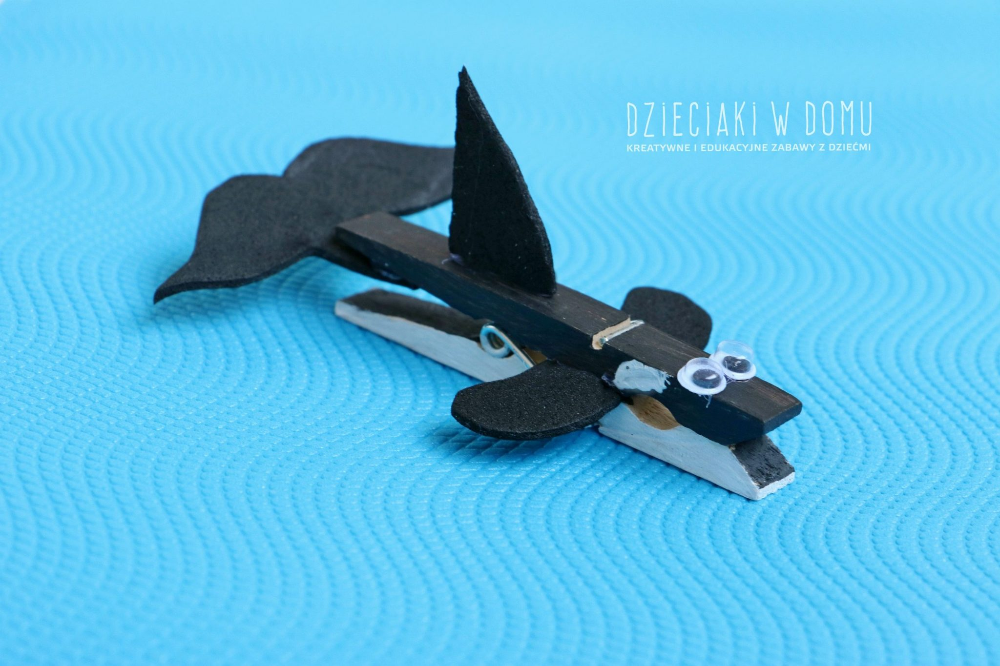 DZiECiAKi W DOMU
KREATYWNE I EDUKACYJNE ZABAWY Z DZIEĆMI